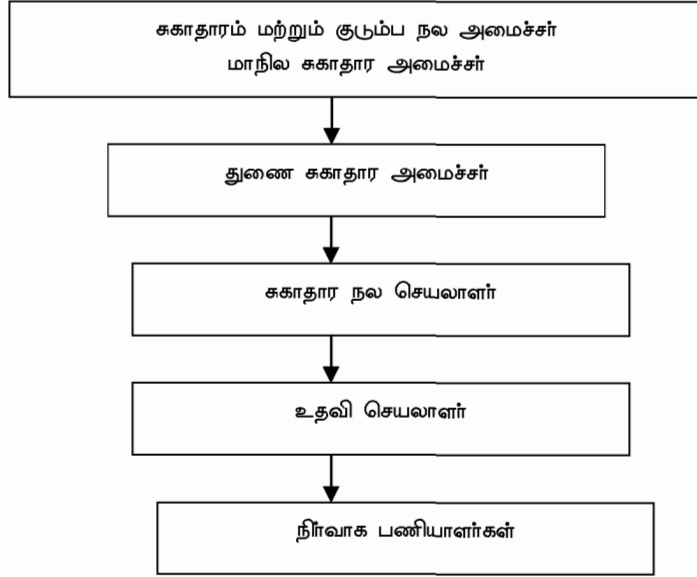 சுகாதாரம் மற்றும் குடும்ப நல அமைச்சர்
மாநில சுகாதார அமைச்சர்
துணை சுகாதார அமைச்சர்
சுகாதார நல செயலாளர்
உதவி செயலாளர்
நிர்வாக பணியாளர்கள்